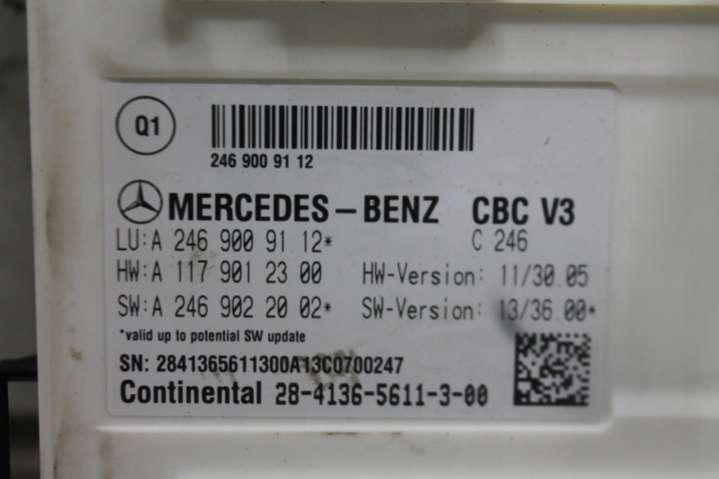 Q1
246 900 91 12
MERCEDES-BENZ CBC V3
LU:A 246 900 91 12* C 246
HW:A 117 901 23 00 HW-Version: 11/30.05
SW:A 246 902 20 02* SW-Version: 13/36.00*
*valid up to potential SW update
SN: 2841365611300A13C0700247
Continental 28-4136-5611-3-00